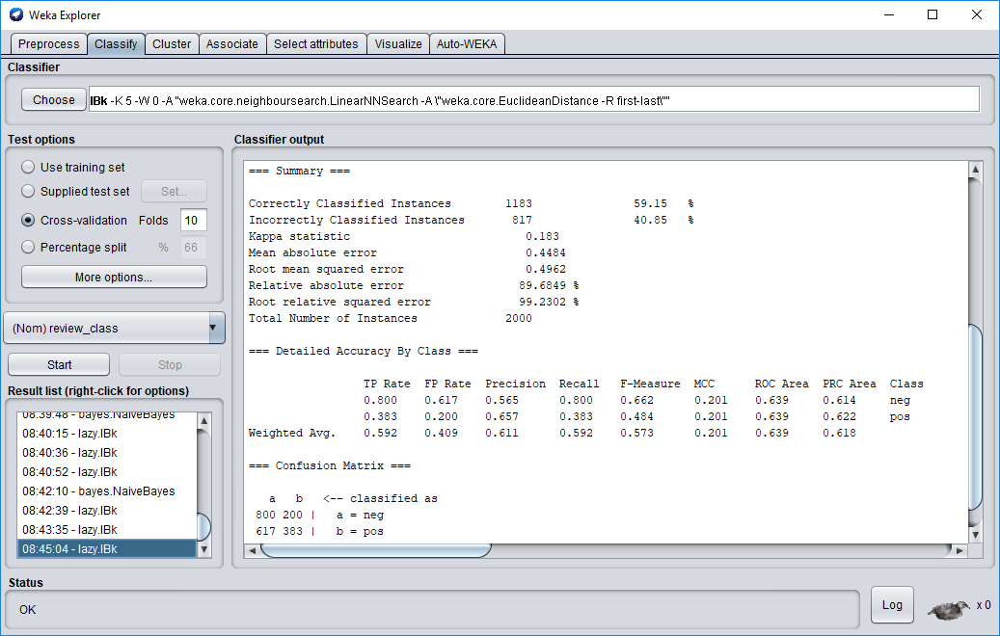 Weka Explorer
Preprocess Classify Cluster Associate Select attributes Visualize Auto-WEKA
Classifier
Choose IBk -K 5 -W 0 -A "weka.core.neighboursearch.LinearNNSearch -A \"weka.core.EuclideanDistance -R first-last\""
Test options
Use training set
Supplied test set Set...
Cross-validation Folds 10
Percentage split % 66
More options...
(Nom) review_class
Start Stop
Result list (right-click for options)
08:39:48 - bayes.NaiveBayes
08:40:15 - lazy.IBk
08:40:36 - lazy.IBk
08:40:52 - lazy.IBk
08:42:10 - bayes.NaiveBayes
08:42:39 - lazy.IBk
08:43:35 - lazy.IBk
08:45:04 - lazy.IBk
Classifier output
=== Summary ===
Correctly Classified Instances 1183 59.15 %
Incorrectly Classified Instances 817 40.85 %
Kappa statistic 0.183
Mean absolute error 0.4484
Root mean squared error 0.4962
Relative absolute error 89.6849 %
Root relative squared error 99.2302 %
Total Number of Instances 2000
=== Detailed Accuracy By Class ===
TP Rate FP Rate Precision Recall F-Measure MCC ROC Area PRC Area Class
0.800 0.617 0.565 0.800 0.662 0.201 0.639 0.614 neg
0.383 0.200 0.657 0.383 0.484 0.201 0.639 0.622 pos
Weighted Avg. 0.592 0.409 0.611 0.592 0.573 0.201 0.639 0.618
=== Confusion Matrix ===
a b <-- classified as
800 200 | a = neg
617 383 | b = pos
Status
OK
Log
x 0